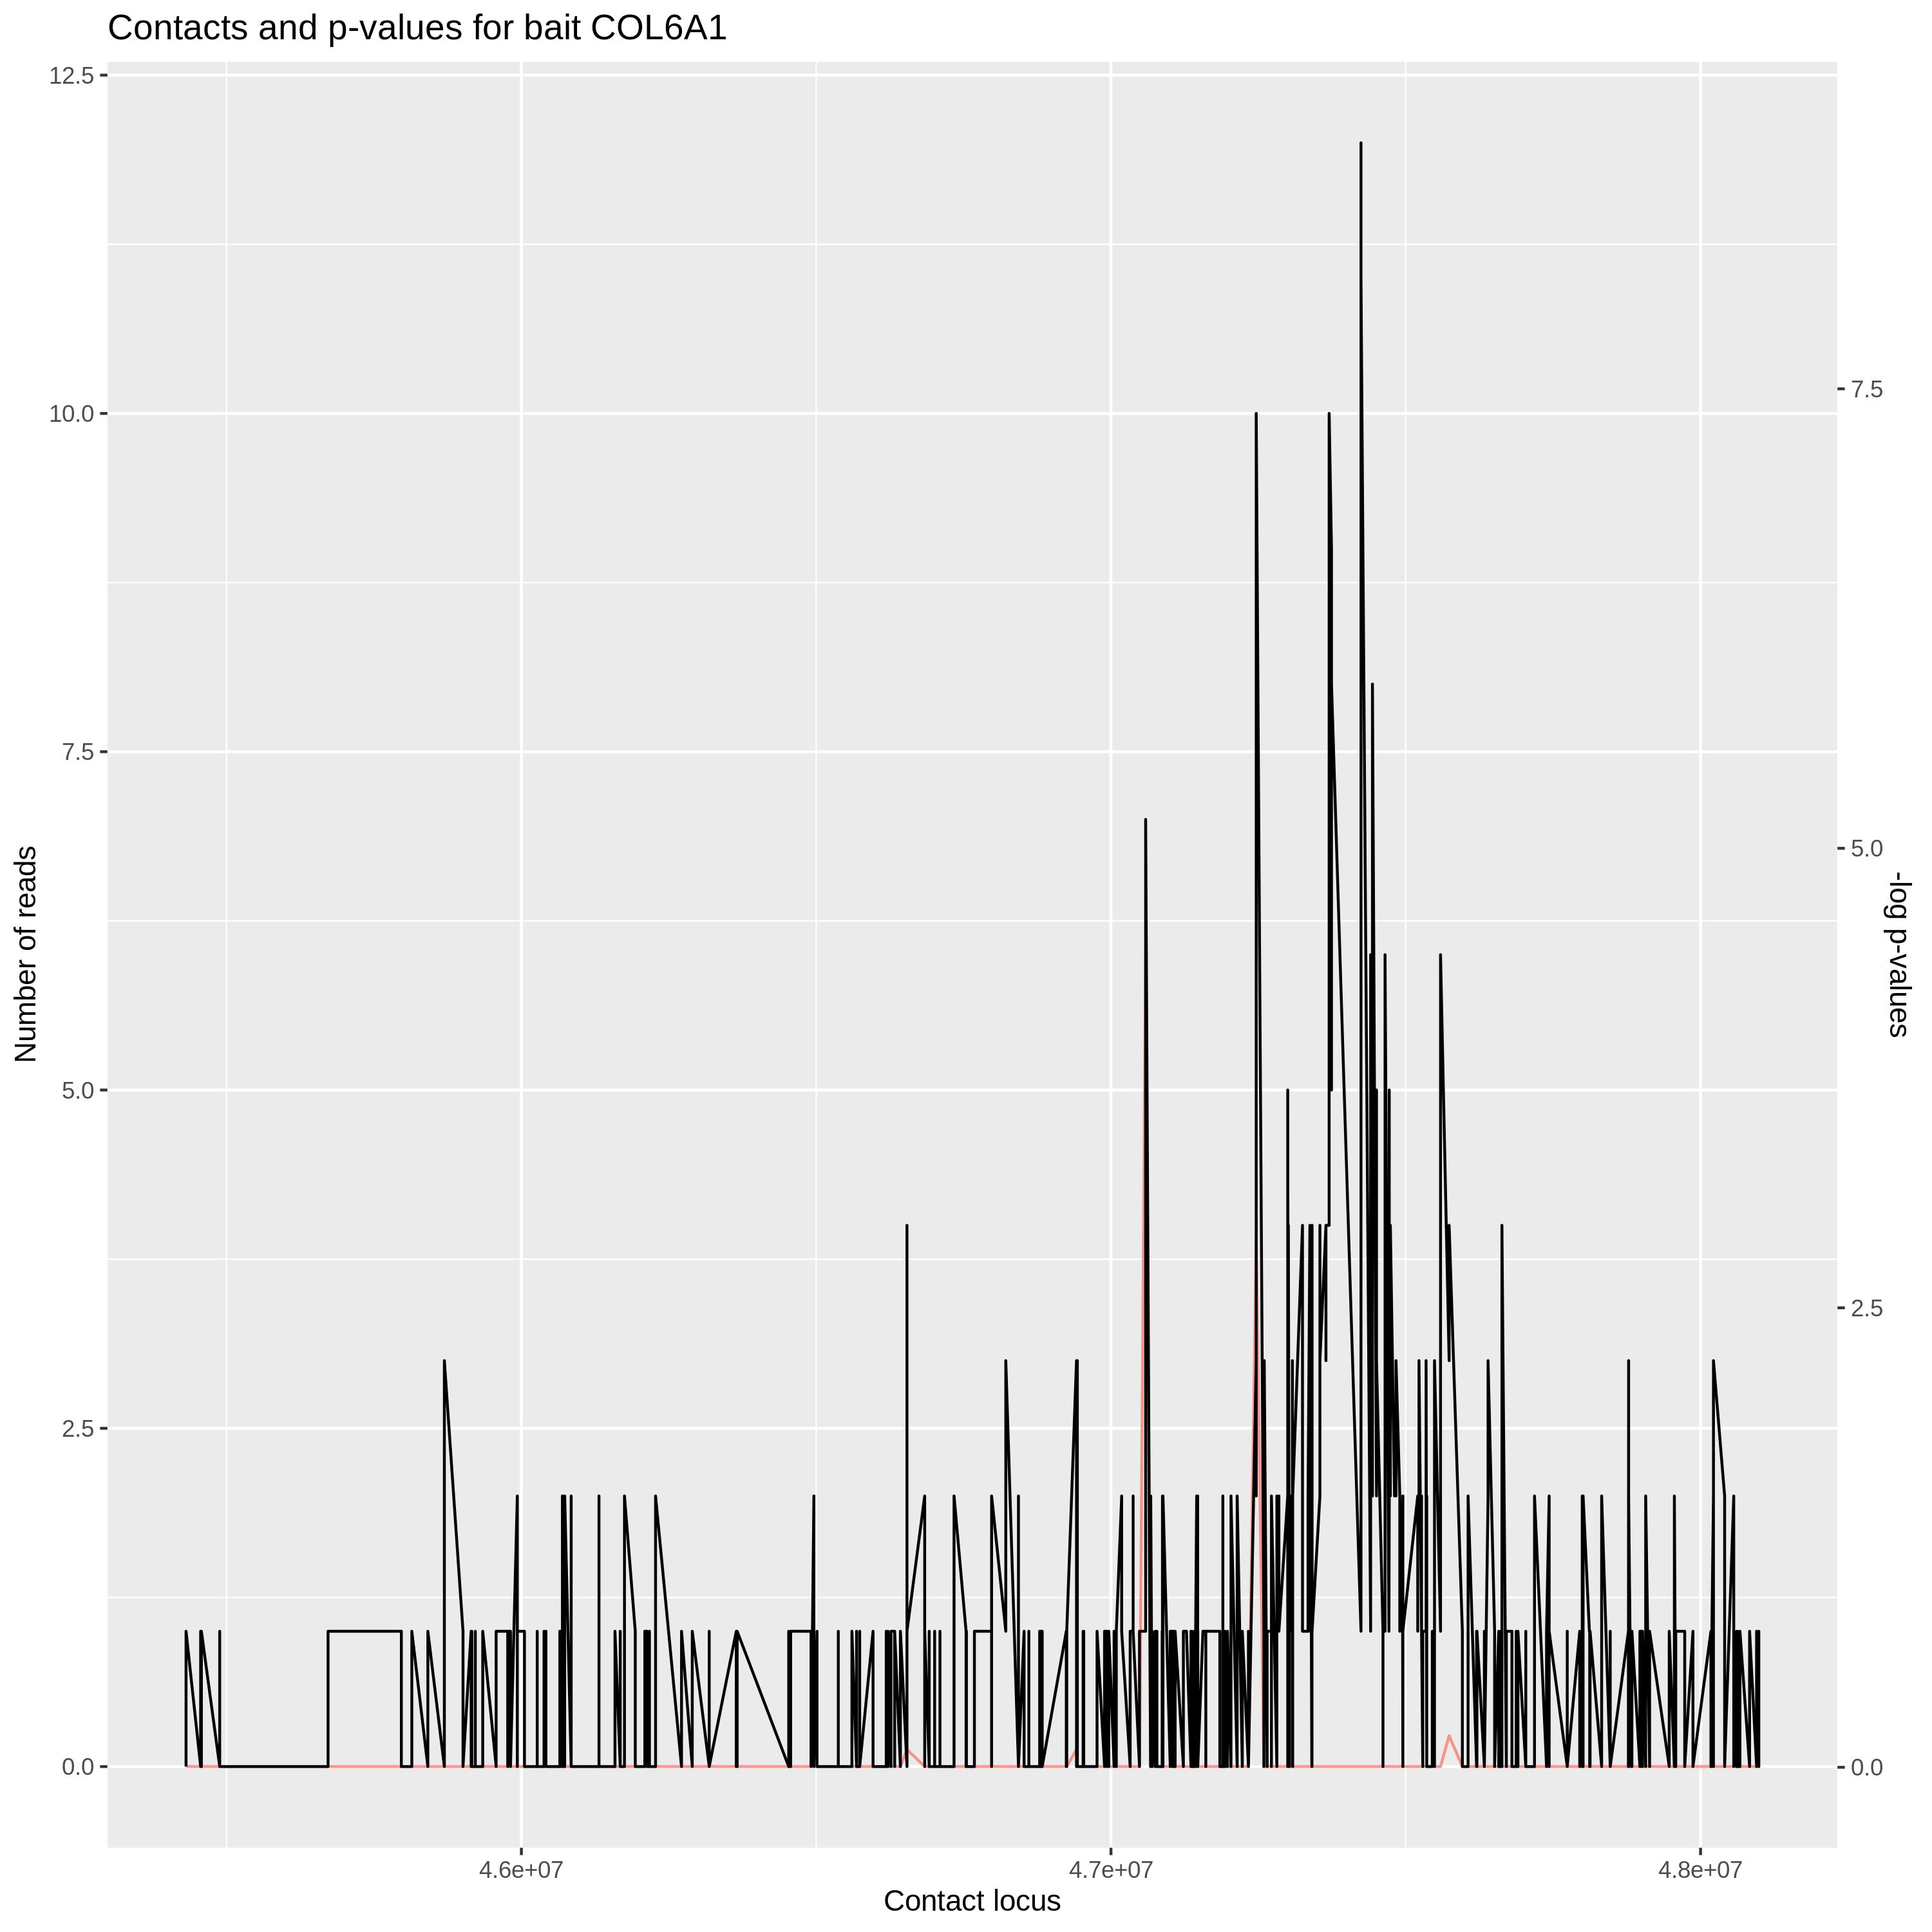 Contacts and p-values for bait COL6A1
12.5
10.0
7.5
5.0
2.5
0.0
Number of reads
7.5
5.0
2.5
0.0
-log p-values
4.6e+07
4.7e+07
4.8e+07
Contact locus